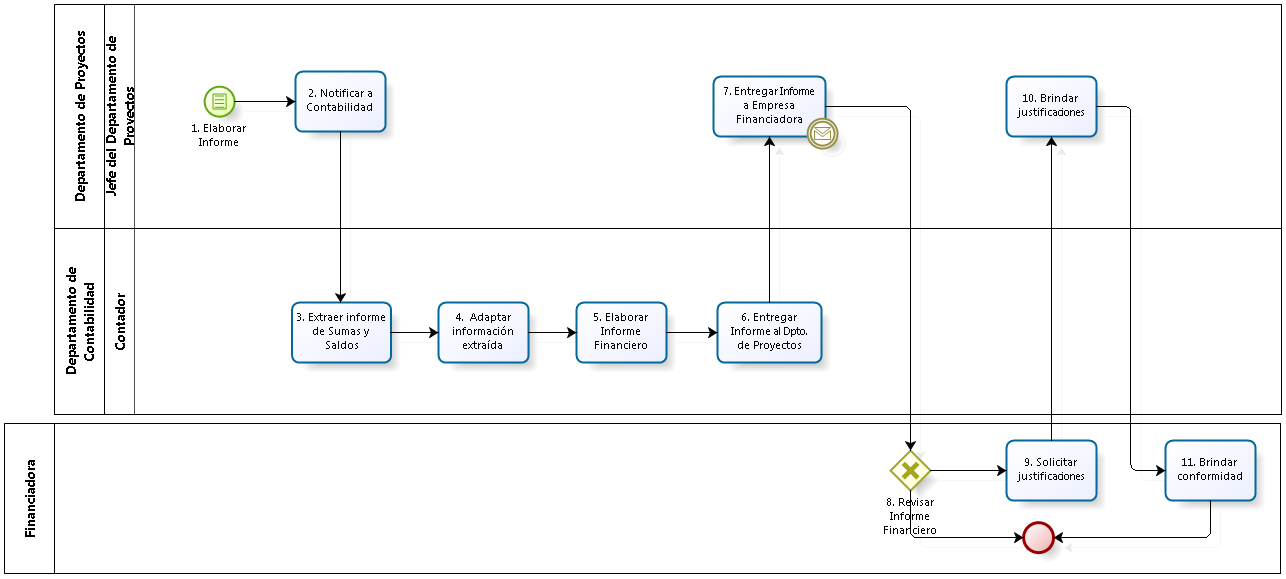 Departamento de Proyectos
Jefe del Departamento de
Proyectos
1. Elaborar
Informe
2. Notificar a
Contabilidad
7. Entregar Informe
a Empresa
Financiadora
10. Brindar
justificaciones
Departamento de
Contabilidad
Contador
3. Extraer informe
de Sumas y
Saldos
4. Adaptar
información
extraída
5. Elaborar
Informe
Financiero
6. Entregar
Informe al Dpto.
de Proyectos
Financiadora
8. Revisar
Informe
Financiero
9. Solicitar
justificaciones
11. Brindar
conformidad